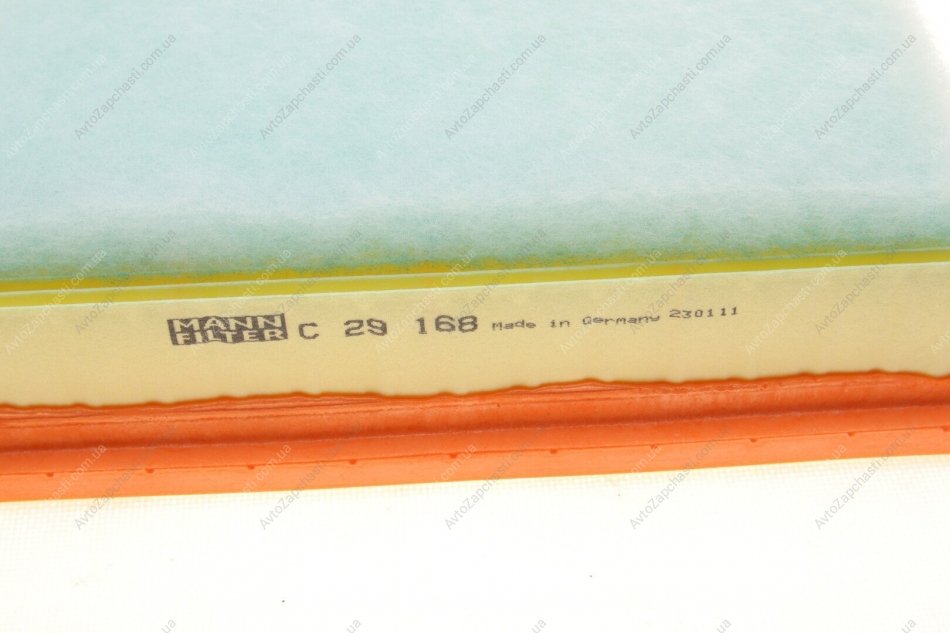 MANN FILTER C 29 168 Made in Germany 230111
AvtoZapchasti.com.ua